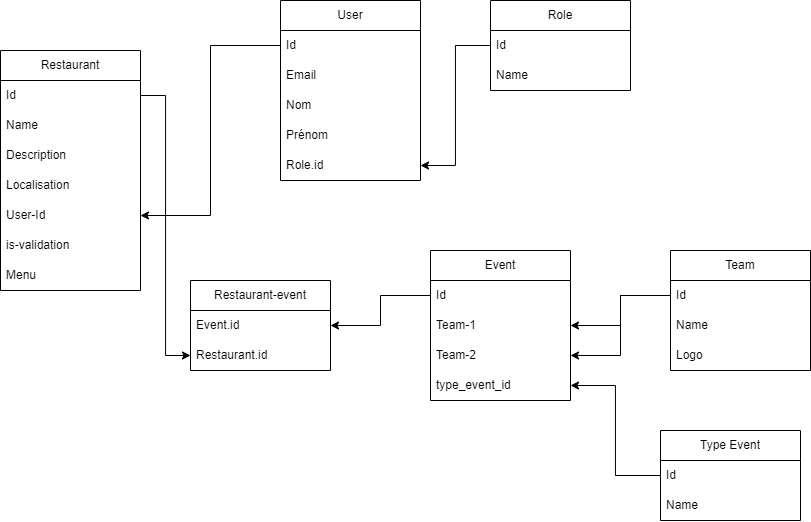 User
Id
Email
Nom
Prénom
Role.id
Role
Id
Name
Restaurant
Id
Name
Description
Localisation
User-Id
is-validation
Menu
Restaurant-event
Event.id
Restaurant.id
Event
Id
Team-1
Team-2
type_event_id
Team
Id
Name
Logo
Type Event
Id
Name